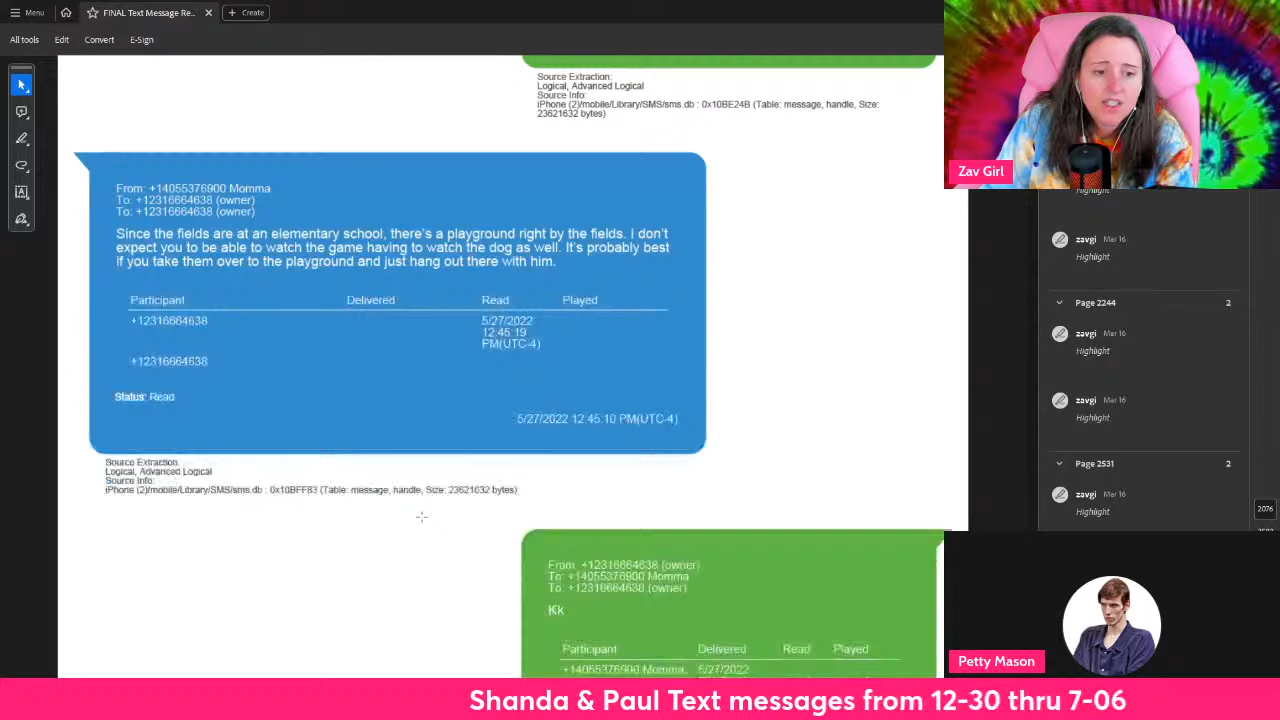 Menu
FINAL Text Message Re...
Create
All tools
Edit
Convert
E-Sign
Source Extraction:
Logical, Advanced Logical
Source Info:
iPhone (2)/mobile/Library/SMS/sms.db : 0x10BE24B (Table: message, handle, Size:
23621632 bytes)
From: +14055376900 Momma
To: +12316664638 (owner)
To: +12316664638 (owner)
Since the fields are at an elementary school, there's a playground right by the fields. I don't
expect you to be able to watch the game having to watch the dog as well. It's probably best
if you take them over to the playground and just hang out there with him.
Participant Delivered Read Played
+12316664638 5/27/2022
12:45:19
PM(UTC-4)
+12316664638
Status: Read
5/27/2022 12:45:10 PM(UTC-4)
Source Extraction:
Logical, Advanced Logical
Source Info:
iPhone (2)/mobile/Library/SMS/sms.db : 0x10BFF83 (Table: message, handle, Size: 23621632 bytes)
From: +12316664638 (owner)
To: +14055376900 Momma
To: +12316664638 (owner)
Kk
Participant Delivered Read Played
+14055376900 Momma 5/27/2022
Zav Girl
Highlight
zavgi Mar 16
Highlight
Page 2244 2
zavgi Mar 16
Highlight
zavgi Mar 16
Highlight
Page 2531 2
zavgi Mar 16
Highlight
2076
Petty Mason
Shanda & Paul Text messages from 12-30 thru 7-06